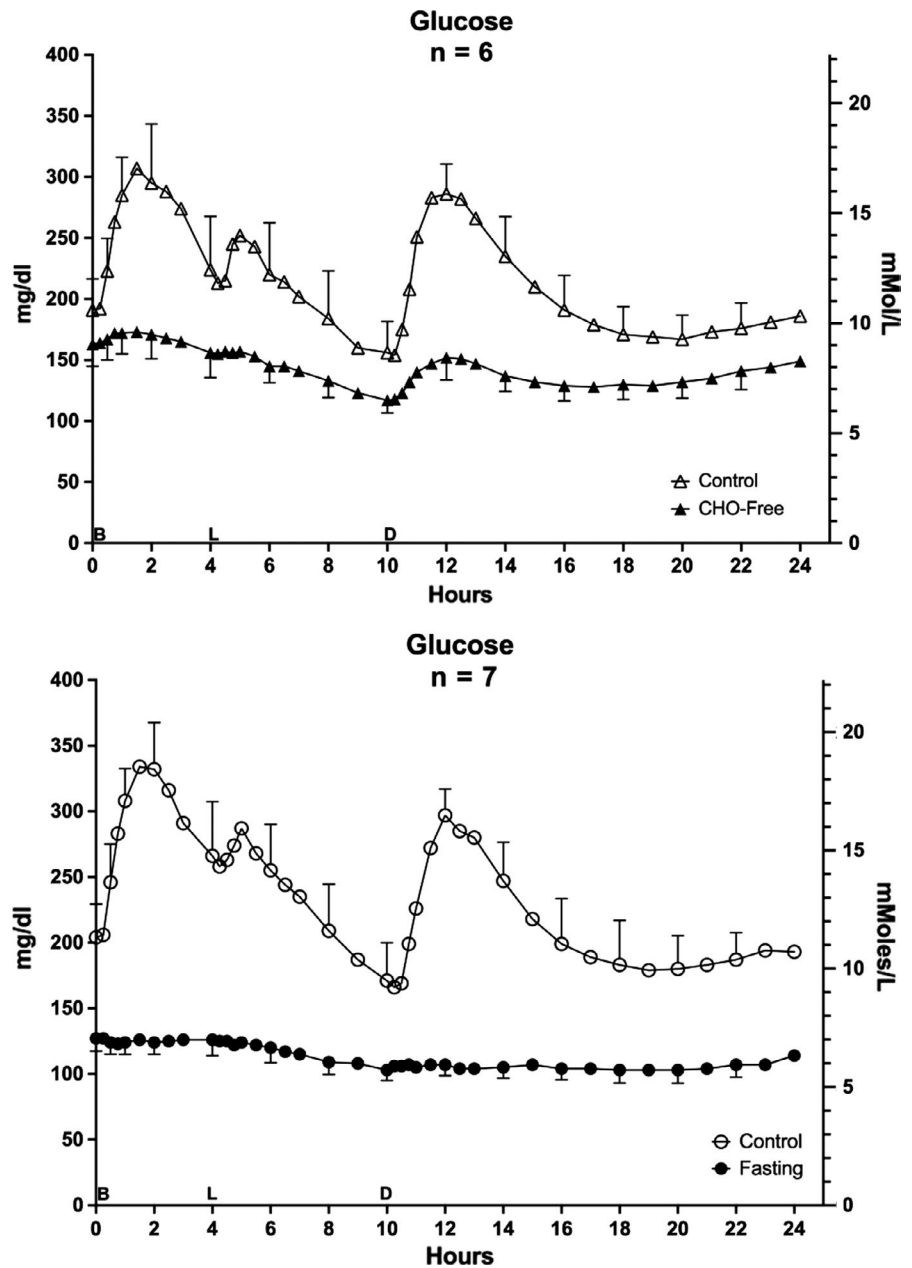 Glucose
n = 6
400
350
300
250
200
150
100
50
0
mg/dl
20
15
10
5
0
mMol/l
Control
CHO-Free
B L D
0 2 4 6 8 10 12 14 16 18 20 22 24
Hours
Glucose
n = 7
400
350
300
250
200
150
100
50
0
mg/dl
20
15
10
5
0
mMoles/L
Control
Fasting
B L D
0 2 4 6 8 10 12 14 16 18 20 22 24
Hours